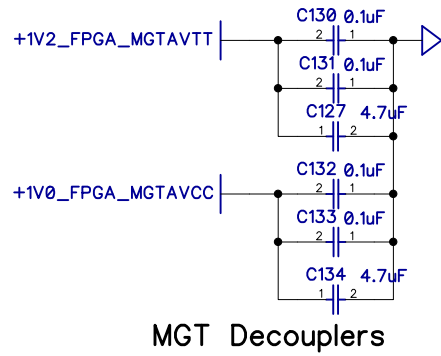 C130 0.1uF
+1V2_FPGA_MGTAVTT
2 1
C131 0.1uF
2 1
C127 4.7uF
1 2
C132 0.1uF
+1V0_FPGA_MGTAVCC
2 1
C133 0.1uF
2 1
C134 4.7uF
1 2
MGT Decouplers